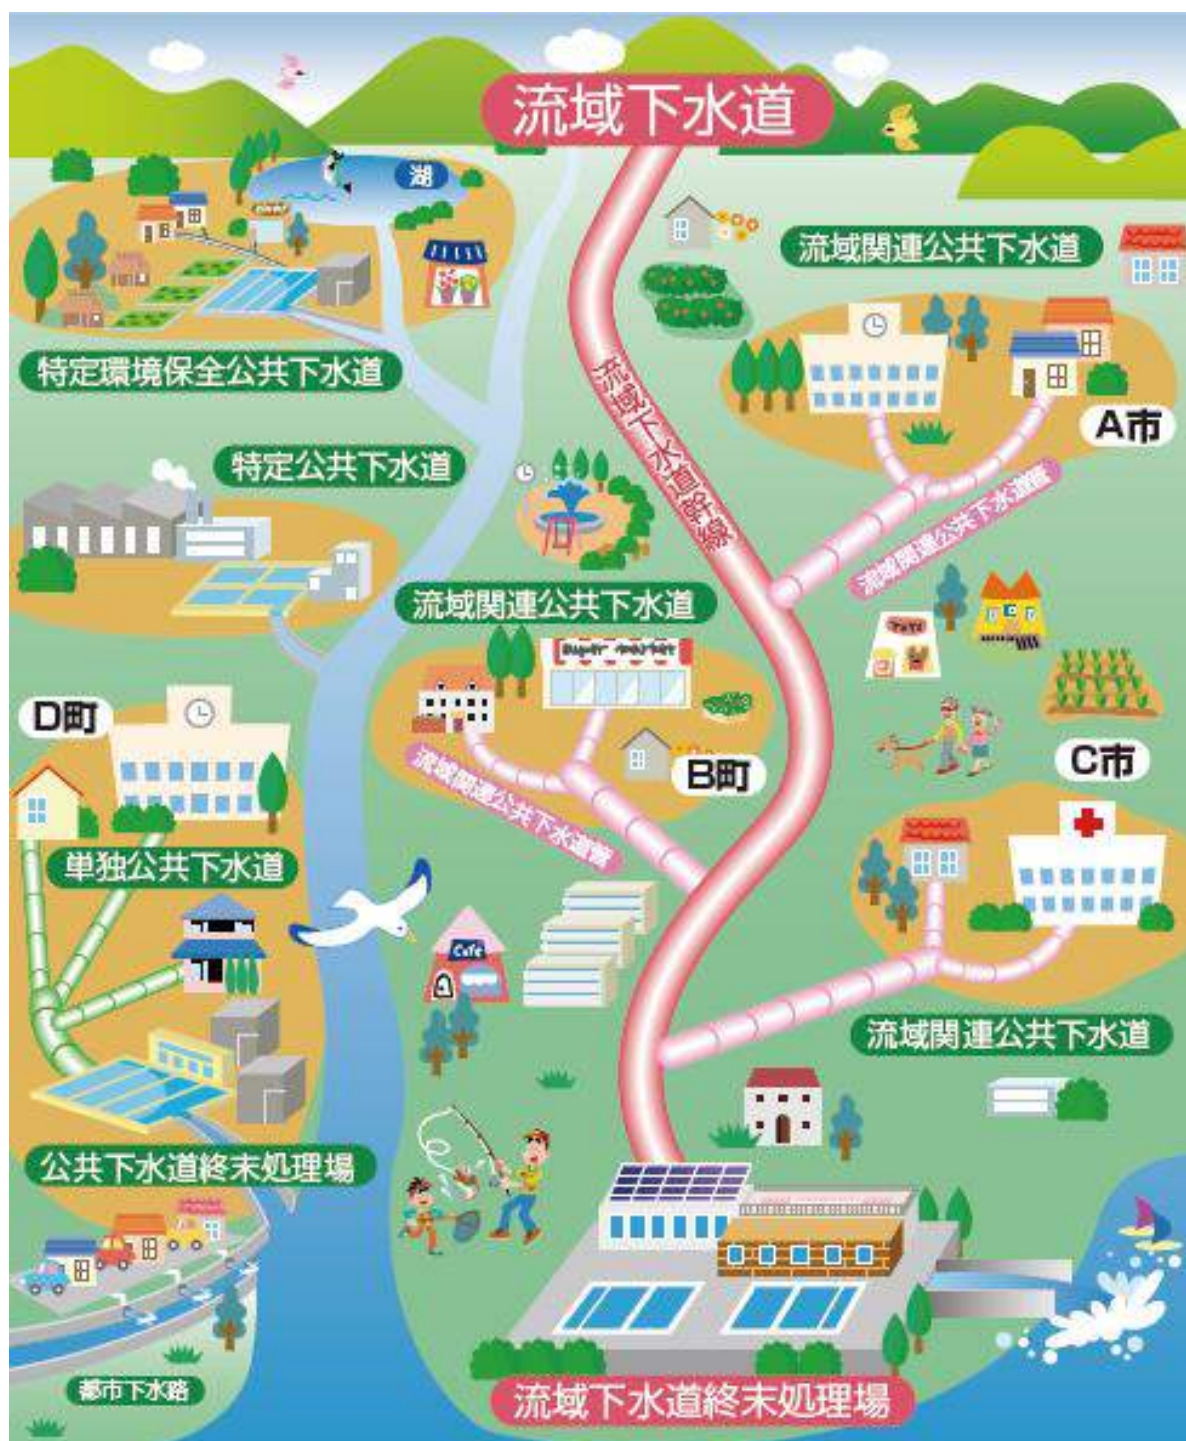 流域下水道
湖
流域関連公共下水道
特定環境保全公共下水道
A市
流域下水道幹線
特定公共下水道
流域関連公共下水道管
流域関連公共下水道
super market
D町
B町
C市
流域関連公共下水道管
単独公共下水道
Cafe
流域関連公共下水道
公共下水道終末処理場
都市下水路
流域下水道終末処理場